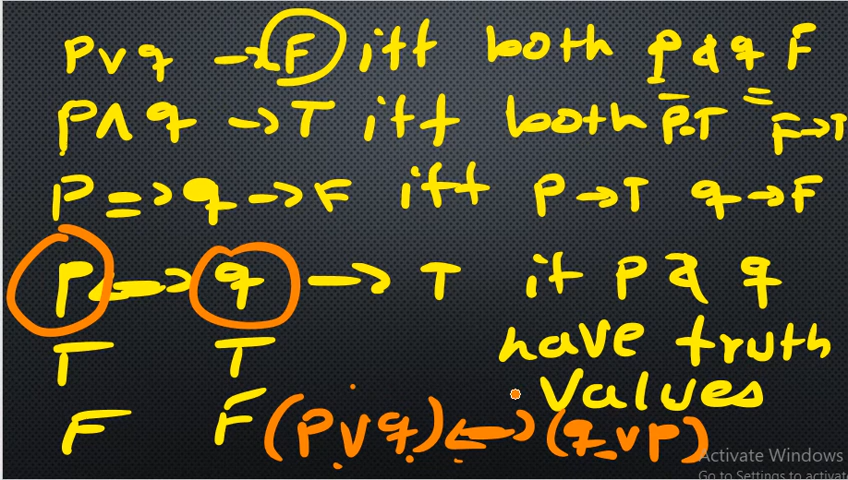 p v q → F iff both p & q F
p ∧ q → T iff both p → T F → T
P => q → F iff P → T q → F
p <=> q → T if P & q
T T have truth
values
F F (p v q) <-> (q v p)
Activate Windows
Go to Settings to activat